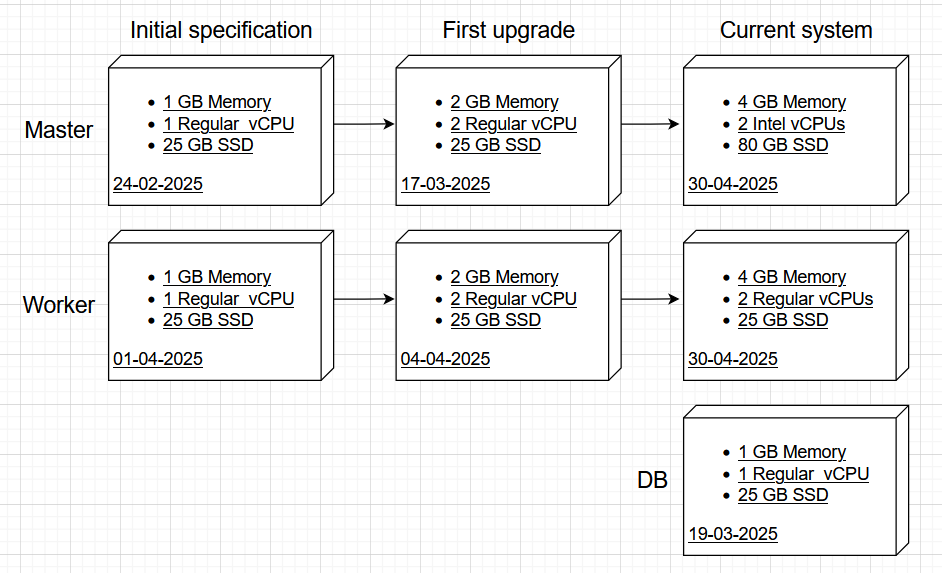 Initial specification
First upgrade
Current system
Master
1 GB Memory
1 Regular  vCPU
25 GB SSD
24-02-2025
2 GB Memory
2 Regular vCPU
25 GB SSD
17-03-2025
4 GB Memory
2 Intel vCPUs
80 GB SSD
30-04-2025
Worker
1 GB Memory
1 Regular  vCPU
25 GB SSD
01-04-2025
2 GB Memory
2 Regular vCPU
25 GB SSD
04-04-2025
4 GB Memory
2 Regular vCPUs
25 GB SSD
30-04-2025
DB
1 GB Memory
1 Regular  vCPU
25 GB SSD
19-03-2025